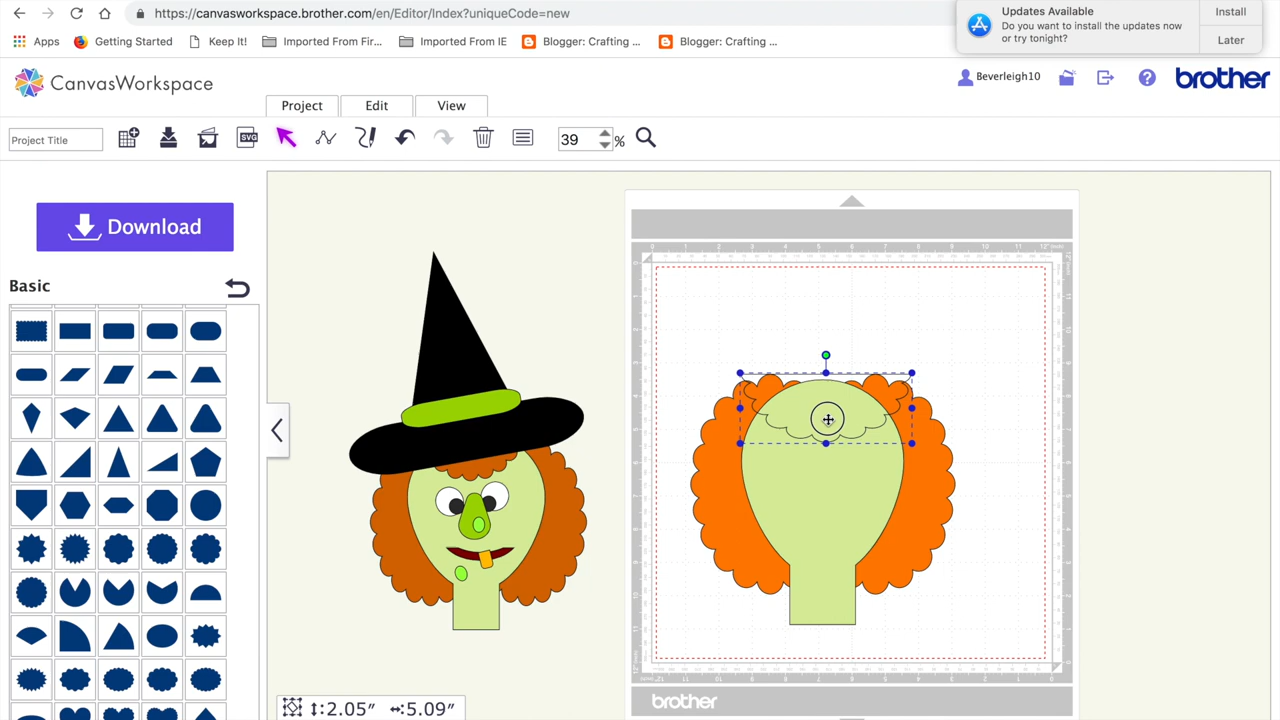 https://canvasworkspace.brother.com/en/Editor/Index?uniqueCode=new
Updates Available
Do you want to install the updates now
or try tonight?
Install
Later
Apps
Getting Started
Keep It!
Imported From Fir...
Imported From IE
Blogger: Crafting ...
Blogger: Crafting ...
CanvasWorkspace
Beverleigh10
brother
Project
Edit
View
Project Title
SVG
39 %
Download
Basic
brother
↕:2.05” ↔:5.09”